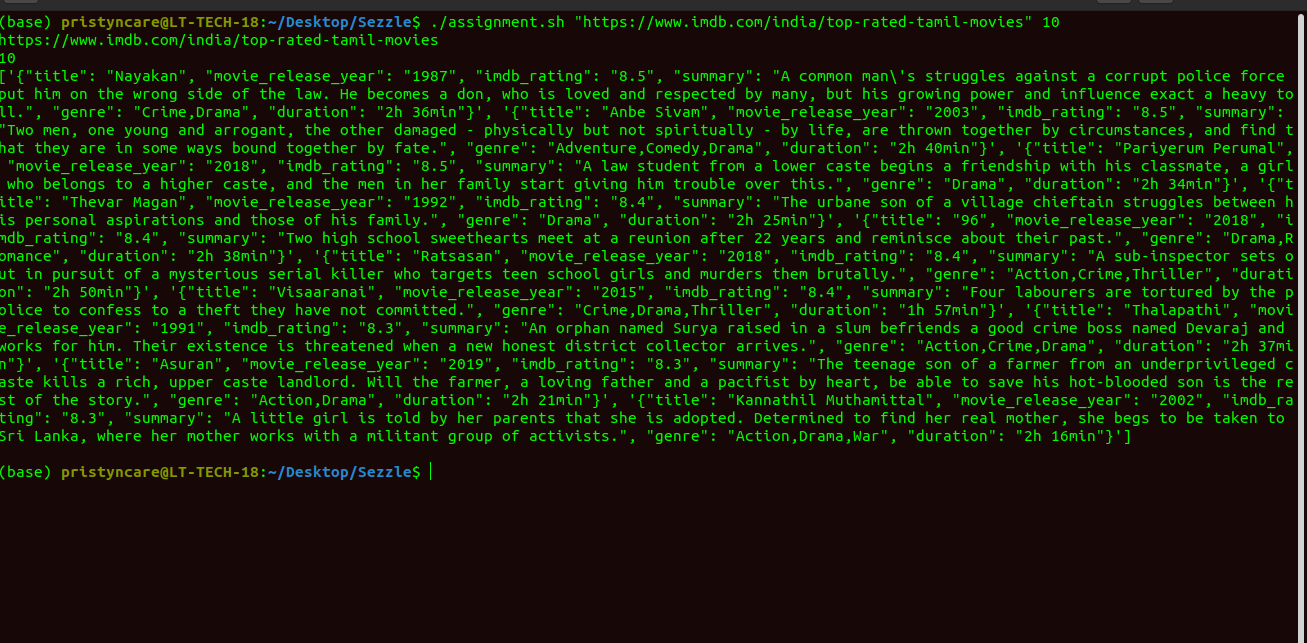 (base) pristyncare@LT-TECH-18:~/Desktop/Sezzle$ ./assignment.sh "https://www.imdb.com/india/top-rated-tamil-movies" 10
https://www.imdb.com/india/top-rated-tamil-movies
10
['{"title": "Nayakan", "movie_release_year": "1987", "imdb_rating": "8.5", "summary": "A common man\'s struggles against a corrupt police force
put him on the wrong side of the law. He becomes a don, who is loved and respected by many, but his growing power and influence exact a heavy to
ll.", "genre": "Crime,Drama", "duration": "2h 36min"}', '{"title": "Anbe Sivam", "movie_release_year": "2003", "imdb_rating": "8.5", "summary":
"Two men, one young and arrogant, the other damaged - physically but not spiritually - by life, are thrown together by circumstances, and find t
hat they are in some ways bound together by fate.", "genre": "Adventure,Comedy,Drama", "duration": "2h 40min"}', '{"title": "Pariyerum Perumal",
"movie_release_year": "2018", "imdb_rating": "8.5", "summary": "A law student from a lower caste begins a friendship with his classmate, a girl
who belongs to a higher caste, and the men in her family start giving him trouble over this.", "genre": "Drama", "duration": "2h 34min"}', '{"t
itle": "Thevar Magan", "movie_release_year": "1992", "imdb_rating": "8.4", "summary": "The urbane son of a village chieftain struggles between h
is personal aspirations and those of his family.", "genre": "Drama", "duration": "2h 25min"}', '{"title": "96", "movie_release_year": "2018", "i
mdb_rating": "8.4", "summary": "Two high school sweethearts meet at a reunion after 22 years and reminisce about their past.", "genre": "Drama,R
omance", "duration": "2h 38min"}', '{"title": "Ratsasan", "movie_release_year": "2018", "imdb_rating": "8.4", "summary": "A sub-inspector sets o
ut in pursuit of a mysterious serial killer who targets teen school girls and murders them brutally.", "genre": "Action,Crime,Thriller", "durati
on": "2h 50min"}', '{"title": "Visaaranai", "movie_release_year": "2015", "imdb_rating": "8.4", "summary": "Four labourers are tortured by the p
olice to confess to a theft they have not committed.", "genre": "Crime,Drama,Thriller", "duration": "1h 57min"}', '{"title": "Thalapathi", "movi
e_release_year": "1991", "imdb_rating": "8.3", "summary": "An orphan named Surya raised in a slum befriends a good crime boss named Devaraj and
works for him. Their existence is threatened when a new honest district collector arrives.", "genre": "Action,Crime,Drama", "duration": "2h 37mi
n"}', '{"title": "Asuran", "movie_release_year": "2019", "imdb_rating": "8.3", "summary": "The teenage son of a farmer from an underprivileged c
aste kills a rich, upper caste landlord. Will the farmer, a loving father and a pacifist by heart, be able to save his hot-blooded son is the re
st of the story.", "genre": "Action,Drama", "duration": "2h 21min"}', '{"title": "Kannathil Muthamittal", "movie_release_year": "2002", "imdb_ra
ting": "8.3", "summary": "A little girl is told by her parents that she is adopted. Determined to find her real mother, she begs to be taken to
Sri Lanka, where her mother works with a militant group of activists.", "genre": "Action,Drama,War", "duration": "2h 16min"}']
(base) pristyncare@LT-TECH-18:~/Desktop/Sezzle$